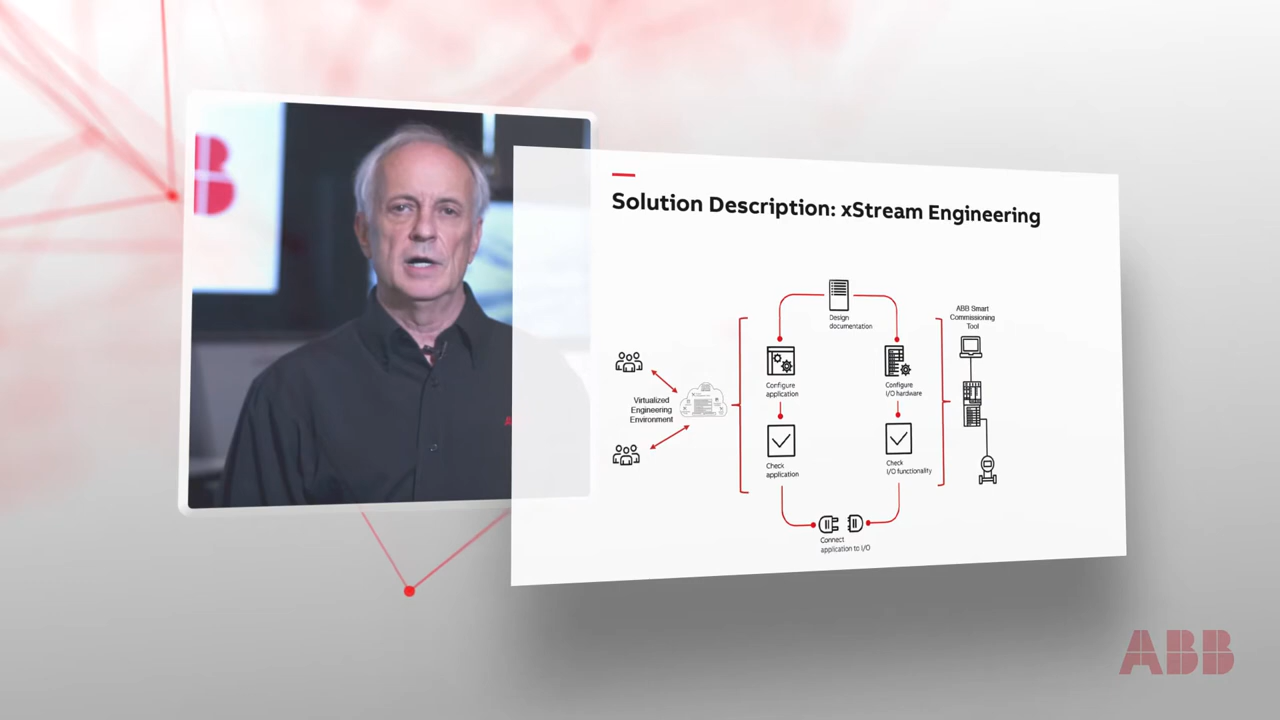 Solution Description: xStream Engineering
Design
documentation
ABB Smart
Commissioning
Tool
Configure
application
Configure
I/O hardware
Virtualized
Engineering
Environment
Check
application
Check
I/O functionality
Connect
application to I/O
ABB